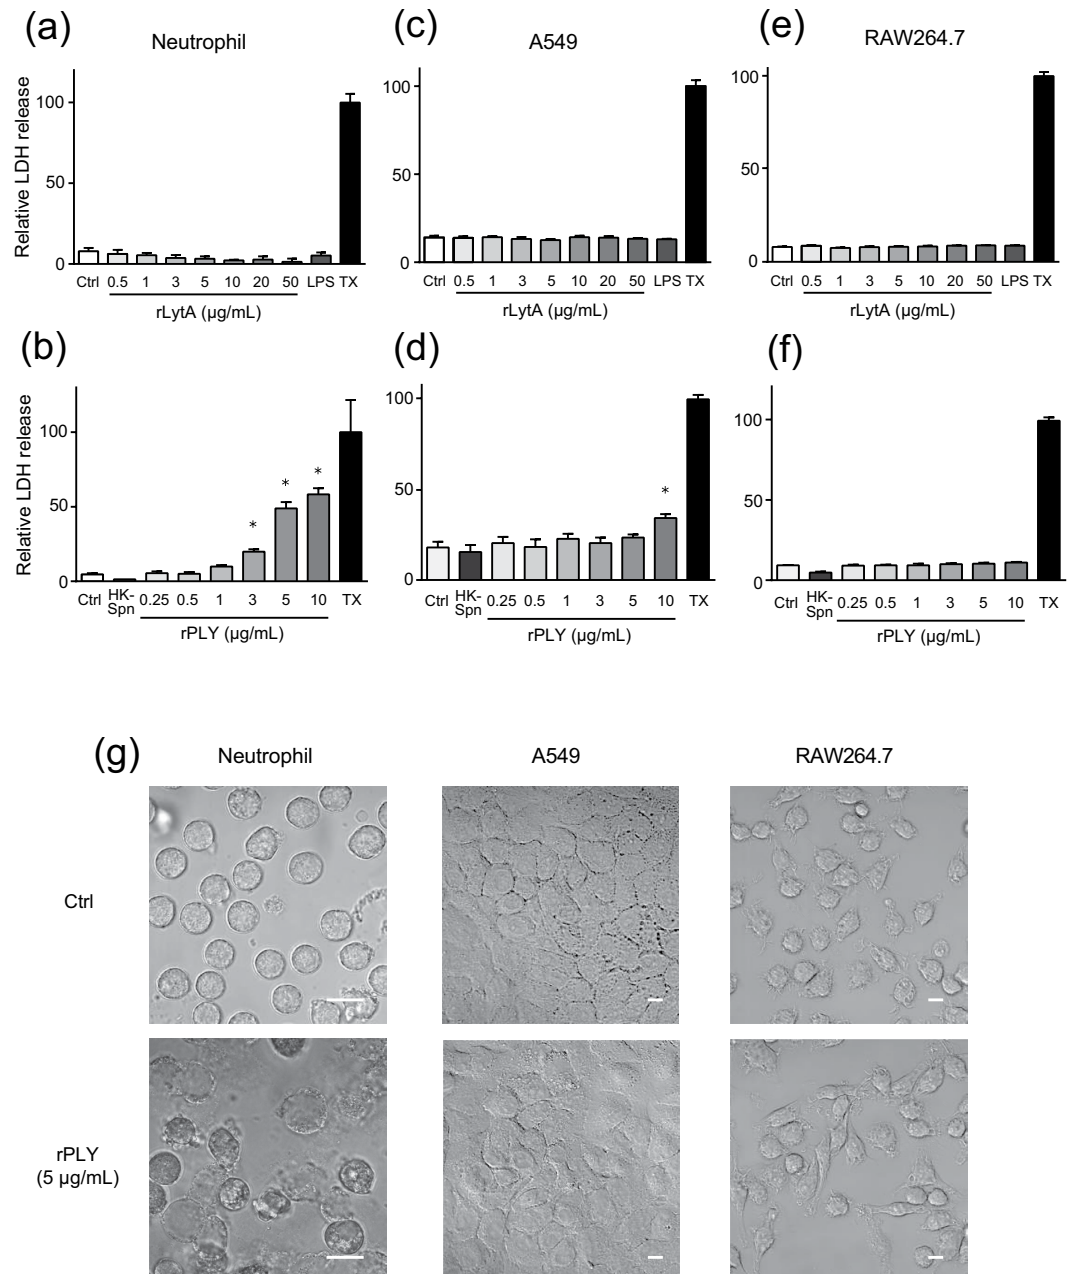 (a)
Neutrophil
Relative LDH release
100
50
0
Ctrl 0.5 1 3 5 10 20 50 LPS TX
rLytA (µg/mL)
(c)
A549
100
50
0
Ctrl 0.5 1 3 5 10 20 50 LPS TX
rLytA (µg/mL)
(e)
RAW264.7
100
50
0
Ctrl 0.5 1 3 5 10 20 50 LPS TX
rLytA (µg/mL)
(b)
Relative LDH release
100
50
0
* * *
Ctrl HK-Spn 0.25 0.5 1 3 5 10 TX
rPLY (µg/mL)
(d)
100
50
0
*
Ctrl HK-Spn 0.25 0.5 1 3 5 10 TX
rPLY (µg/mL)
(f)
100
50
0
Ctrl HK-Spn 0.25 0.5 1 3 5 10 TX
rPLY (µg/mL)
(g)
Neutrophil
A549
RAW264.7
Ctrl
rPLY
(5 µg/mL)